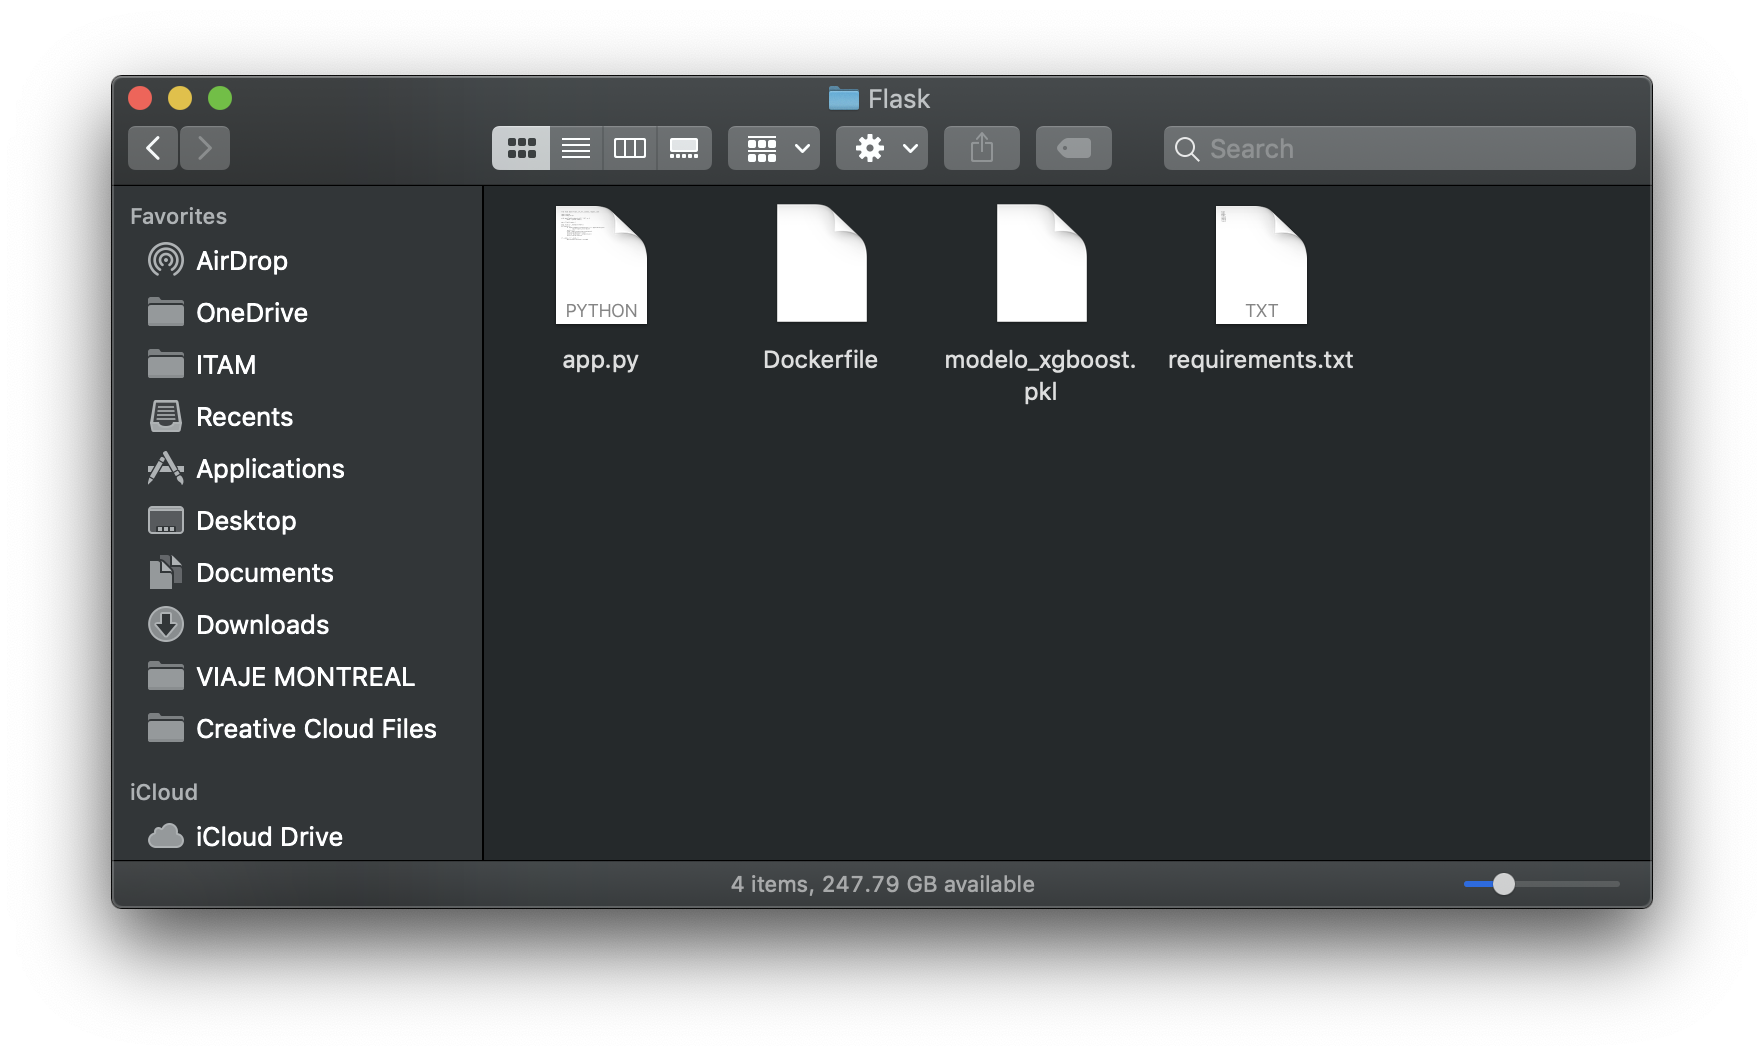 Flask
Search
Favorites
AirDrop
OneDrive
ITAM
Recents
Applications
Desktop
Documents
Downloads
VIAJE MONTREAL
Creative Cloud Files
iCloud
iCloud Drive
PYTHON
app.py
Dockerfile
modelo_xgboost.
pkl
TXT
requirements.txt
4 items, 247.79 GB available